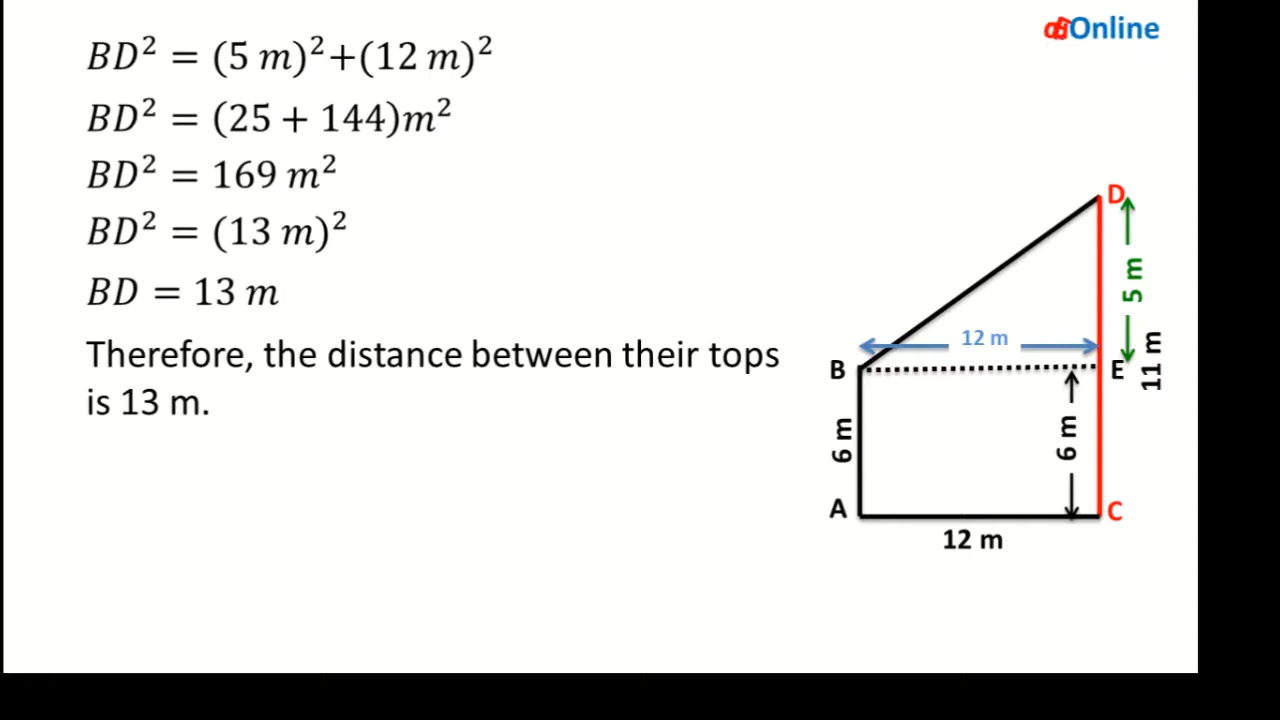 BD² = (5 m)²+(12 m)²
Online
BD² = (25 + 144)m²
BD² = 169 m²
BD² = (13 m)²
BD = 13 m
Therefore, the distance between their tops
is 13 m.
D
5 m
12 m
B
E
11 m
6 m
6 m
A
C
12 m